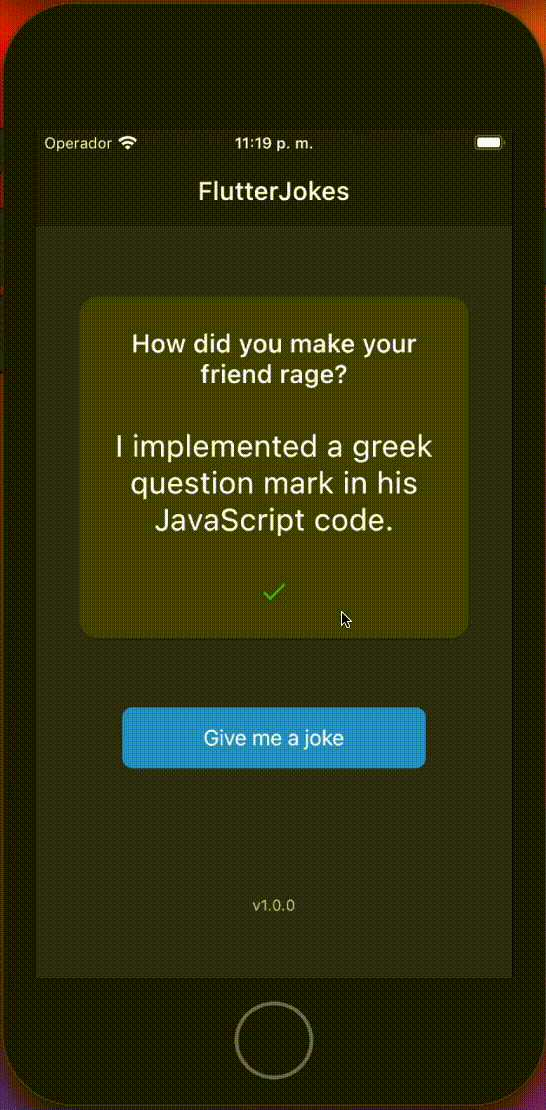 Operador 11:19 p. m.
FlutterJokes
How did you make your
friend rage?
I implemented a greek
question mark in his
JavaScript code.
Give me a joke
v1.0.0